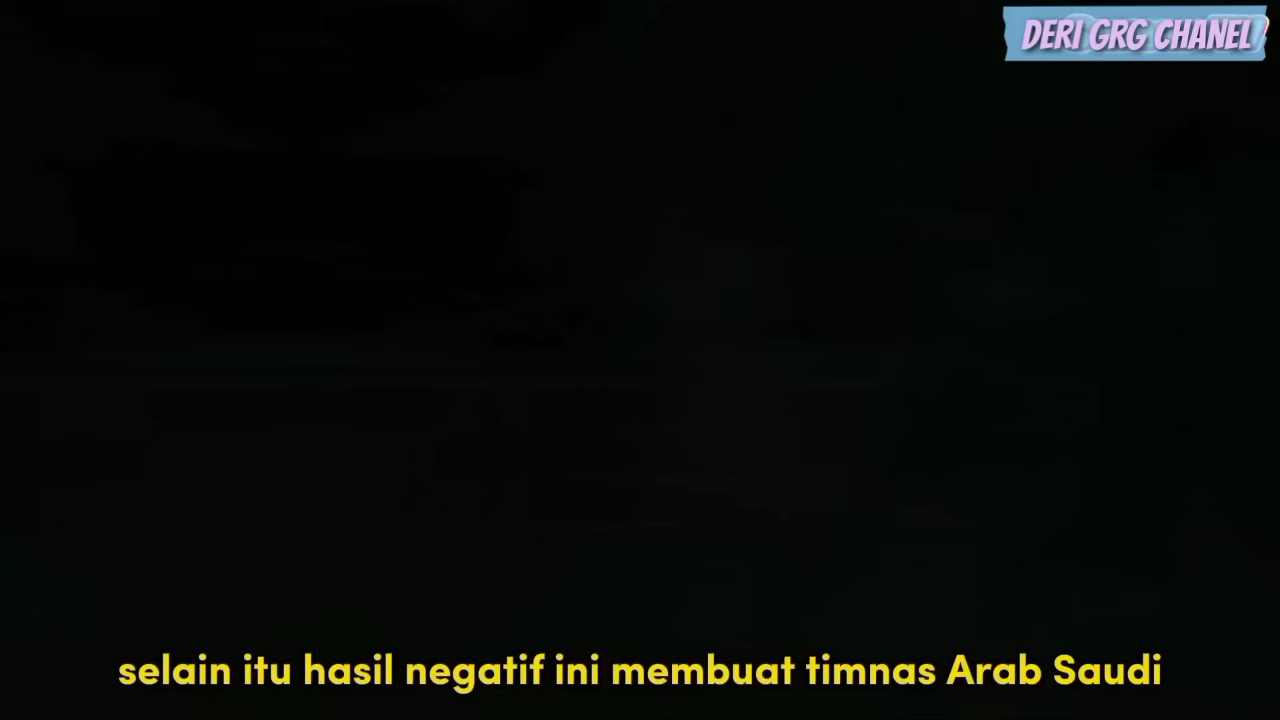 DERI GRG CHANEL
selain itu hasil negatif ini membuat timnas Arab Saudi